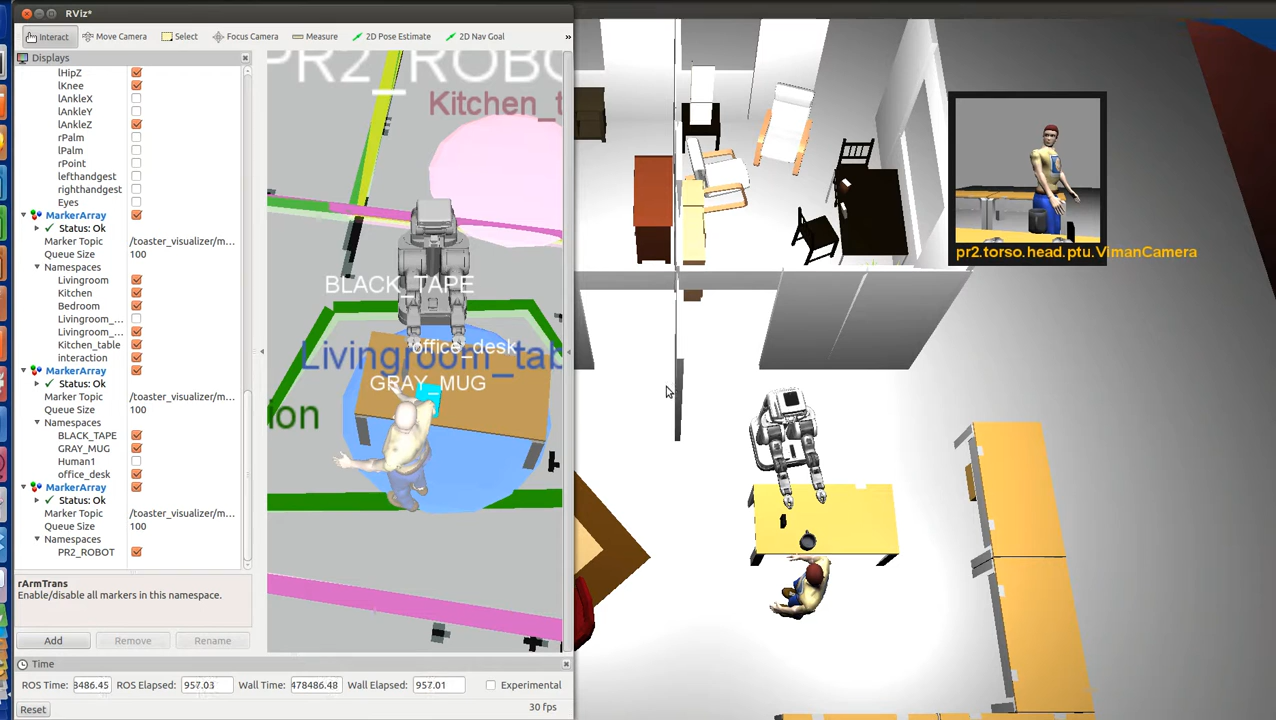 RViz*
Interact
Move Camera
Select
Focus Camera
Measure
2D Pose Estimate
2D Nav Goal
»
Displays
lHipZ
lKnee
lAnkleX
lAnkleY
lAnkleZ
rPalm
lPalm
rPoint
lefthandgest
righthandgest
Eyes
MarkerArray
Status: Ok
Marker Topic /toaster_visualizer/m...
Queue Size 100
Namespaces
Livingroom
Kitchen
Bedroom
Livingroom_...
Livingroom_...
Kitchen_table
interaction
MarkerArray
Status: Ok
Marker Topic /toaster_visualizer/m...
Queue Size 100
Namespaces
BLACK_TAPE
GRAY_MUG
Human1
office_desk
MarkerArray
Status: Ok
Marker Topic /toaster_visualizer/m...
Queue Size 100
Namespaces
PR2_ROBOT
rArmTrans
Enable/disable all markers in this namespace.
Add Remove Rename
PR2_ROBO
Kitchen_t
BLACK_TAPE
office_desk
Livingroom_tab
GRAY_MUG
ion
pr2.torso.head.ptu.VimanCamera
Time
ROS Time: 3486.45 ROS Elapsed: 957.03 Wall Time: 478486.48 Wall Elapsed: 957.01 Experimental
Reset 30 fps